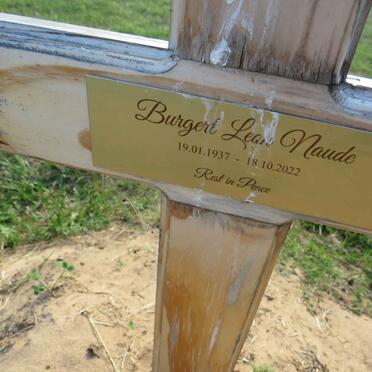 Burgert Leon Naude
19.01.1937 - 18.10.2022
Rest in Peace